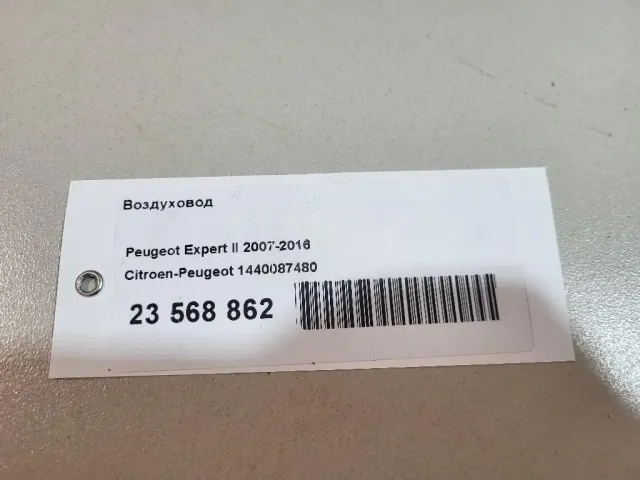 Воздуховод
Peugeot Expert II 2007-2016
Citroen-Peugeot 1440087480
23 568 862